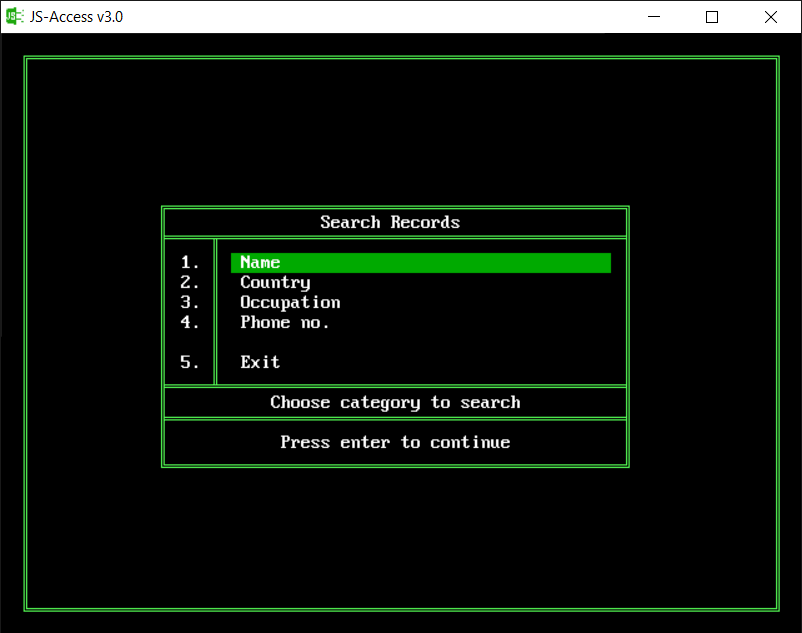 JS-Access v3.0
Search Records
1. Name
2. Country
3. Occupation
4. Phone no.
5. Exit
Choose category to search
Press enter to continue